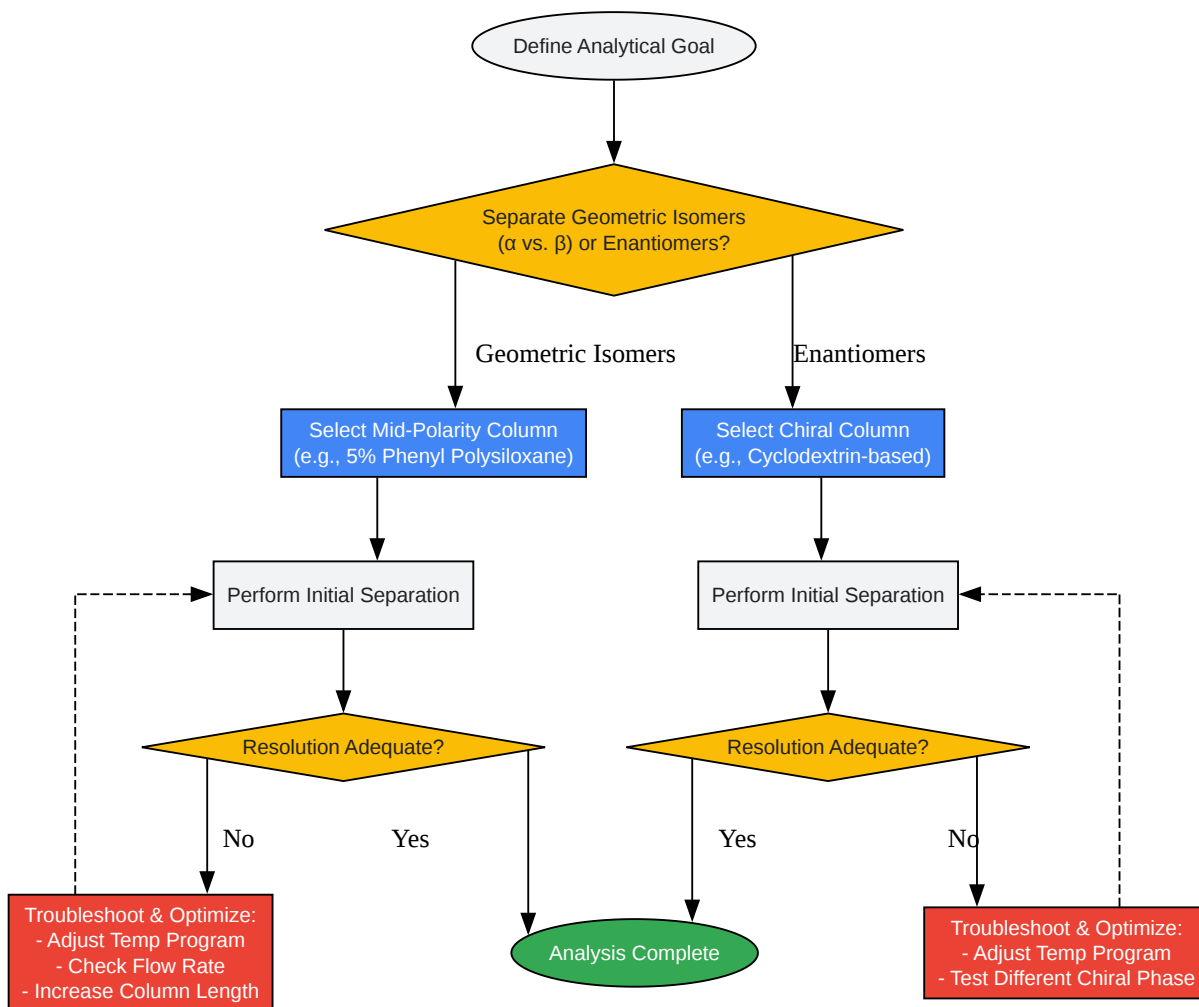 Define Analytical Goal
Separate Geometric Isomers
(α vs. β) or Enantiomers?
Geometric Isomers
Enantiomers
Select Mid-Polarity Column
(e.g., 5% Phenyl Polysiloxane)
Select Chiral Column
(e.g., Cyclodextrin-based)
Perform Initial Separation
Perform Initial Separation
Resolution Adequate?
Resolution Adequate?
No
Yes
Yes
No
Troubleshoot & Optimize:
- Adjust Temp Program
- Check Flow Rate
- Increase Column Length
Analysis Complete
Troubleshoot & Optimize:
- Adjust Temp Program
- Test Different Chiral Phase